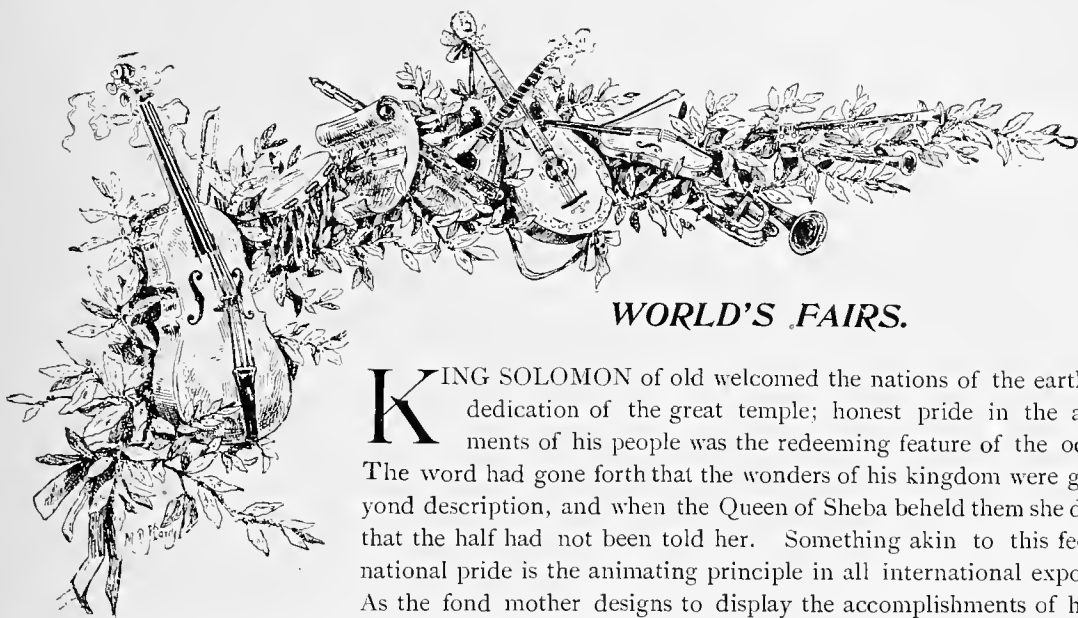 WORLD'S FAIRS.
KING SOLOMON of old welcomed the nations of the earth
dedication of the great temple; honest pride in the a
ments of his people was the redeeming feature of the oc
The word had gone forth that the wonders of his kingdom were g
yond description, and when the Queen of Sheba beheld them she d
that the half had not been told her. Something akin to this fee
national pride is the animating principle in all international expo
As the fond mother designs to display the accomplishments of h